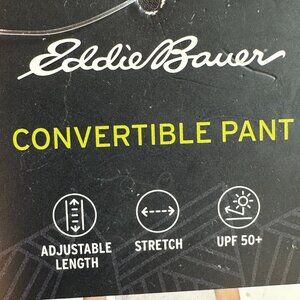 Eddie Bauer
CONVERTIBLE PANT
ADJUSTABLE
LENGTH
STRETCH
UPF 50+